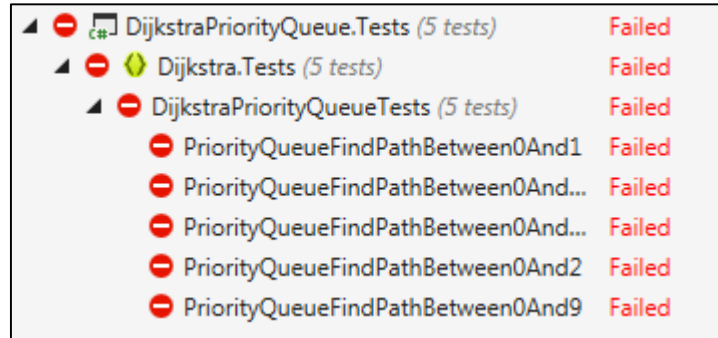 DijkstraPriorityQueue.Tests (5 tests) Failed
Dijkstra.Tests (5 tests) Failed
DijkstraPriorityQueueTests (5 tests) Failed
PriorityQueueFindPathBetween0And1 Failed
PriorityQueueFindPathBetween0And... Failed
PriorityQueueFindPathBetween0And... Failed
PriorityQueueFindPathBetween0And2 Failed
PriorityQueueFindPathBetween0And9 Failed